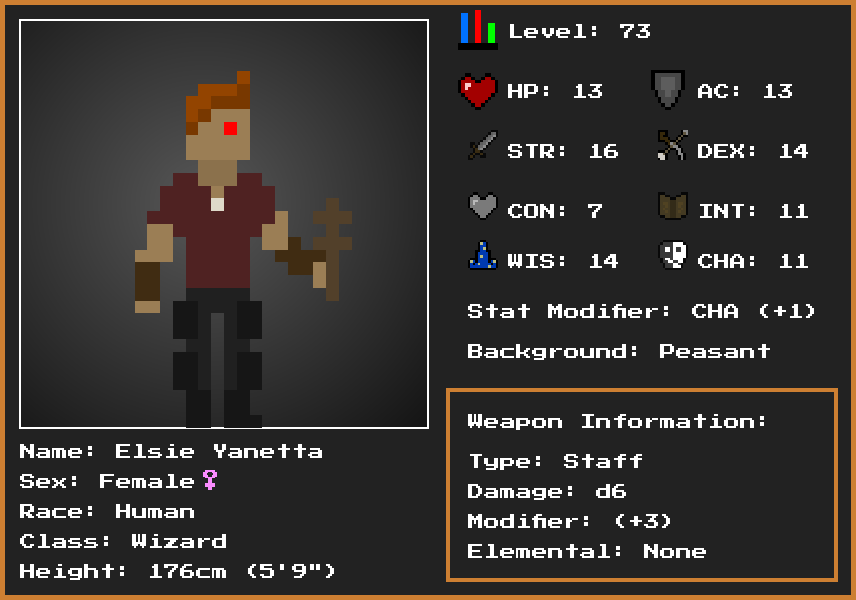 Level: 73
HP: 13
AC: 13
STR: 16
DEX: 14
CON: 7
INT: 11
WIS: 14
CHA: 11
Stat Modifier: CHA (+1)
Background: Peasant
Weapon Information:
Type: Staff
Damage: d6
Modifier: (+3)
Elemental: None
Name: Elsie Yanetta
Sex: Female♀
Race: Human
Class: Wizard
Height: 176cm (5'9")